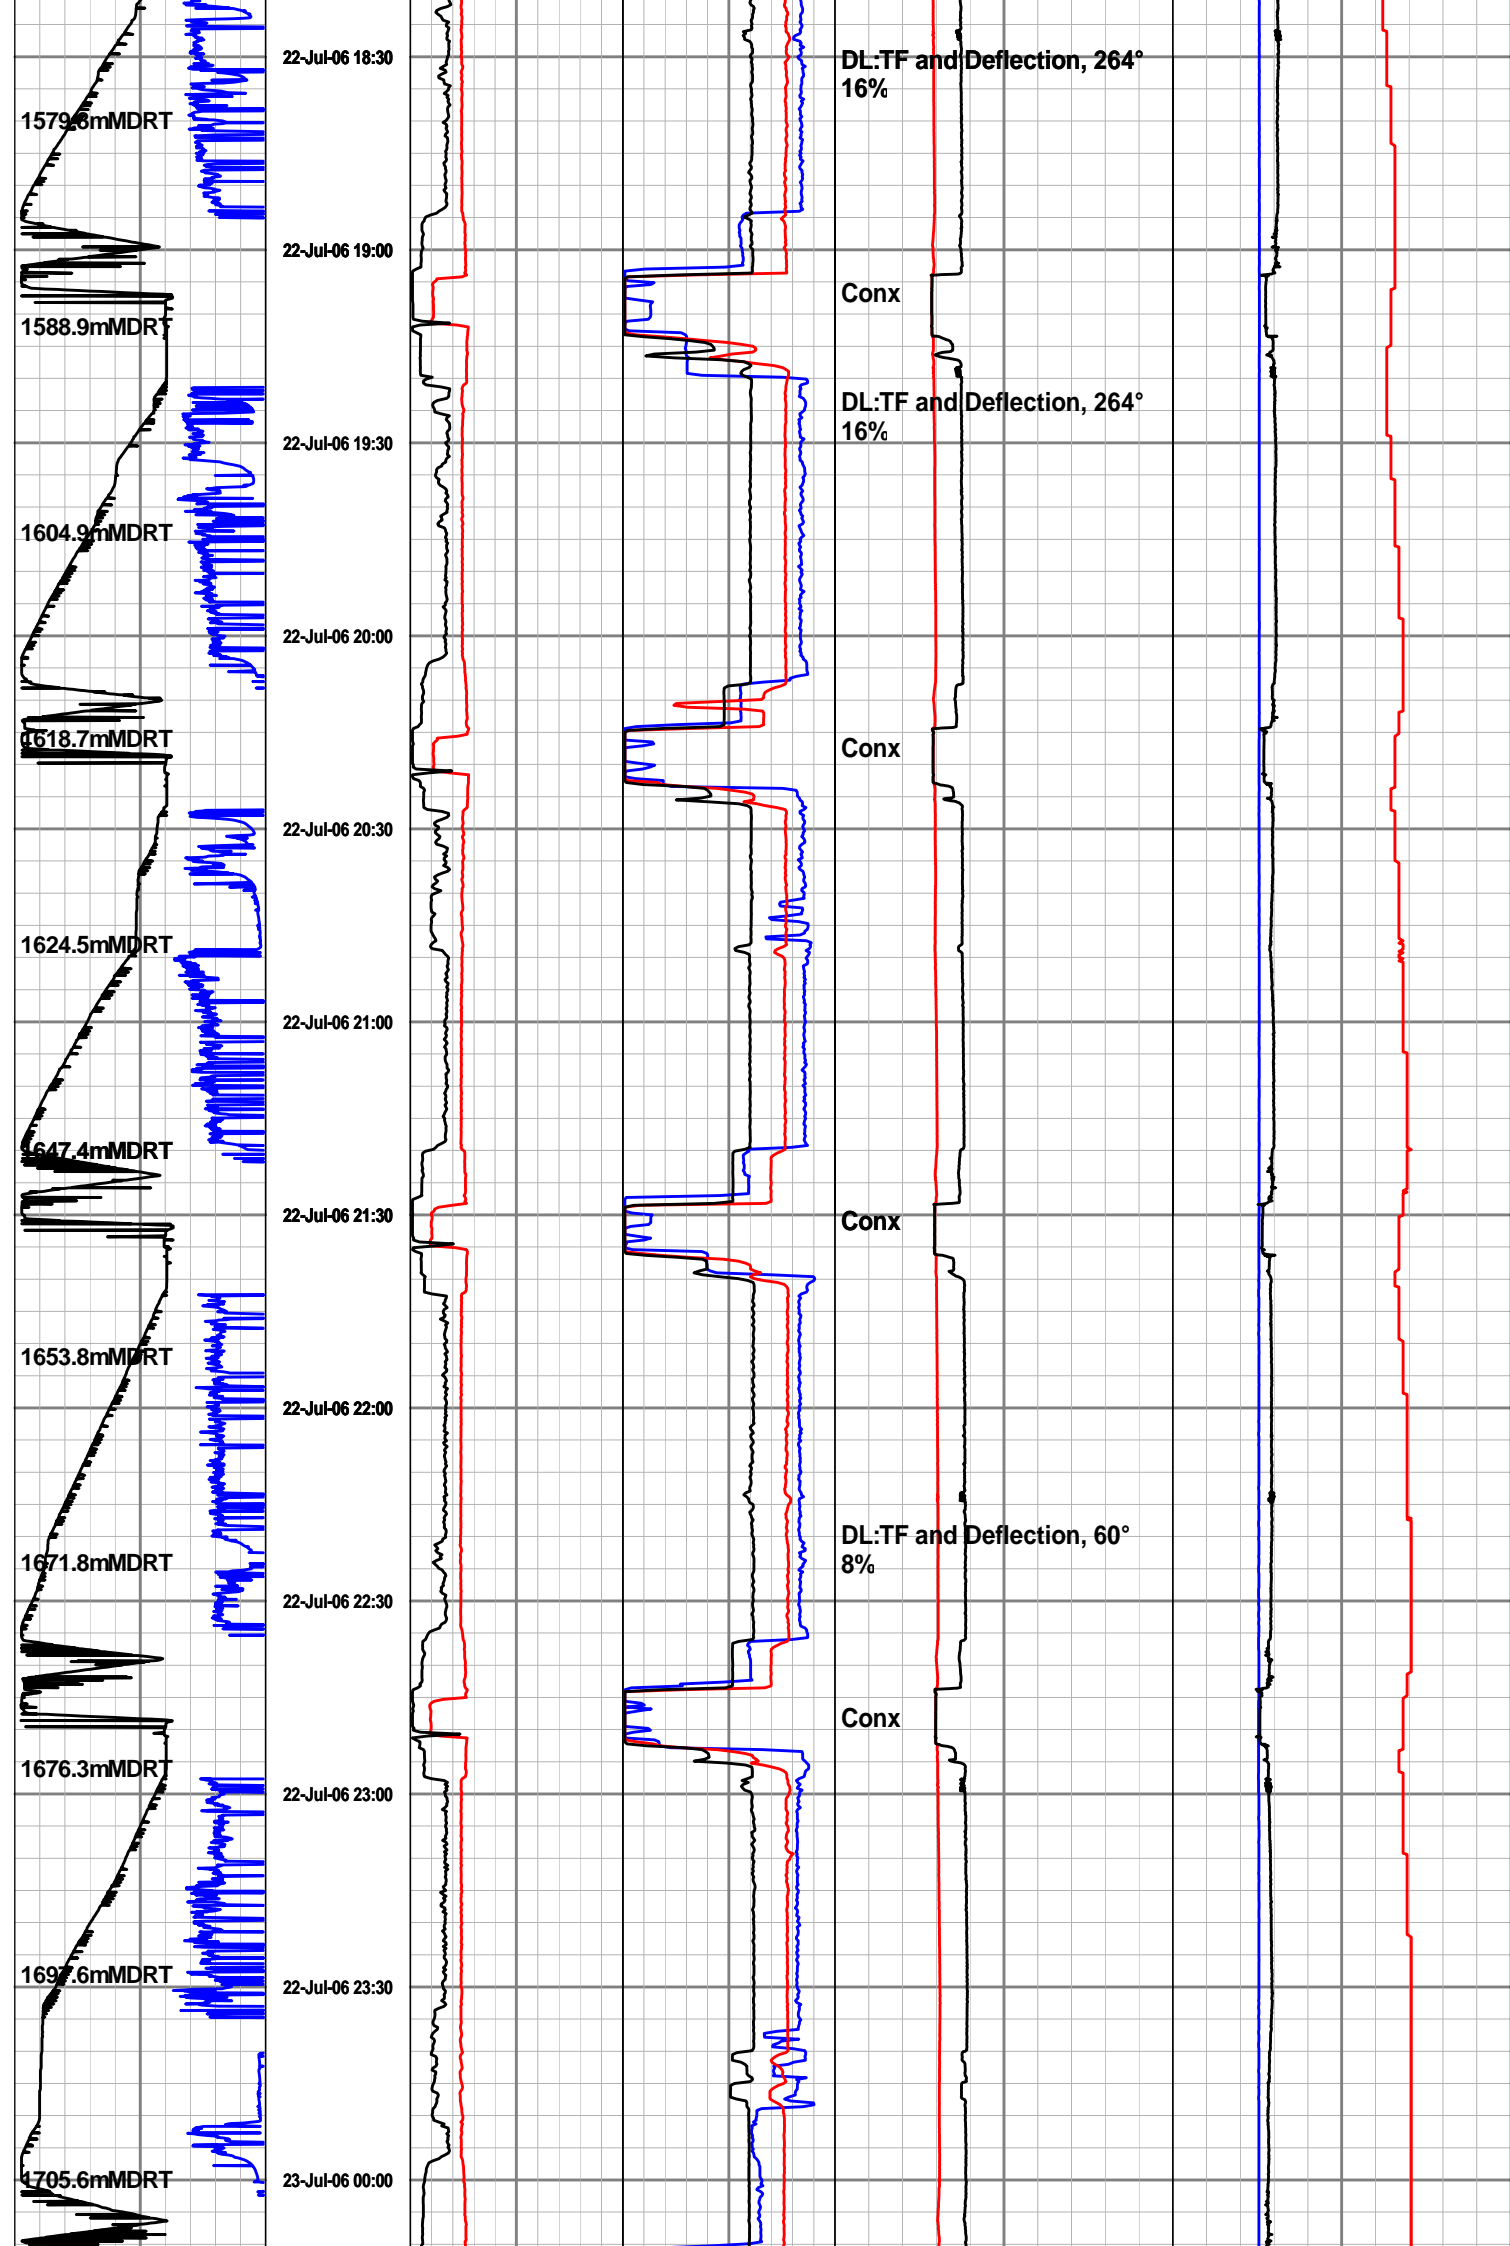 22-Jul-06 18:30
DL:TF and Deflection, 264°
16%
1579.8mMDRT
22-Jul-06 19:00
Conx
1588.9mMDRT
DL:TF and Deflection, 264°
16%
22-Jul-06 19:30
1604.9mMDRT
22-Jul-06 20:00
1618.7mMDRT
Conx
22-Jul-06 20:30
1624.5mMDRT
22-Jul-06 21:00
1647.4mMDRT
22-Jul-06 21:30
Conx
1653.8mMDRT
22-Jul-06 22:00
DL:TF and Deflection, 60°
8%
1671.8mMDRT
22-Jul-06 22:30
Conx
1676.3mMDRT
22-Jul-06 23:00
1697.6mMDRT
22-Jul-06 23:30
1705.6mMDRT
23-Jul-06 00:00